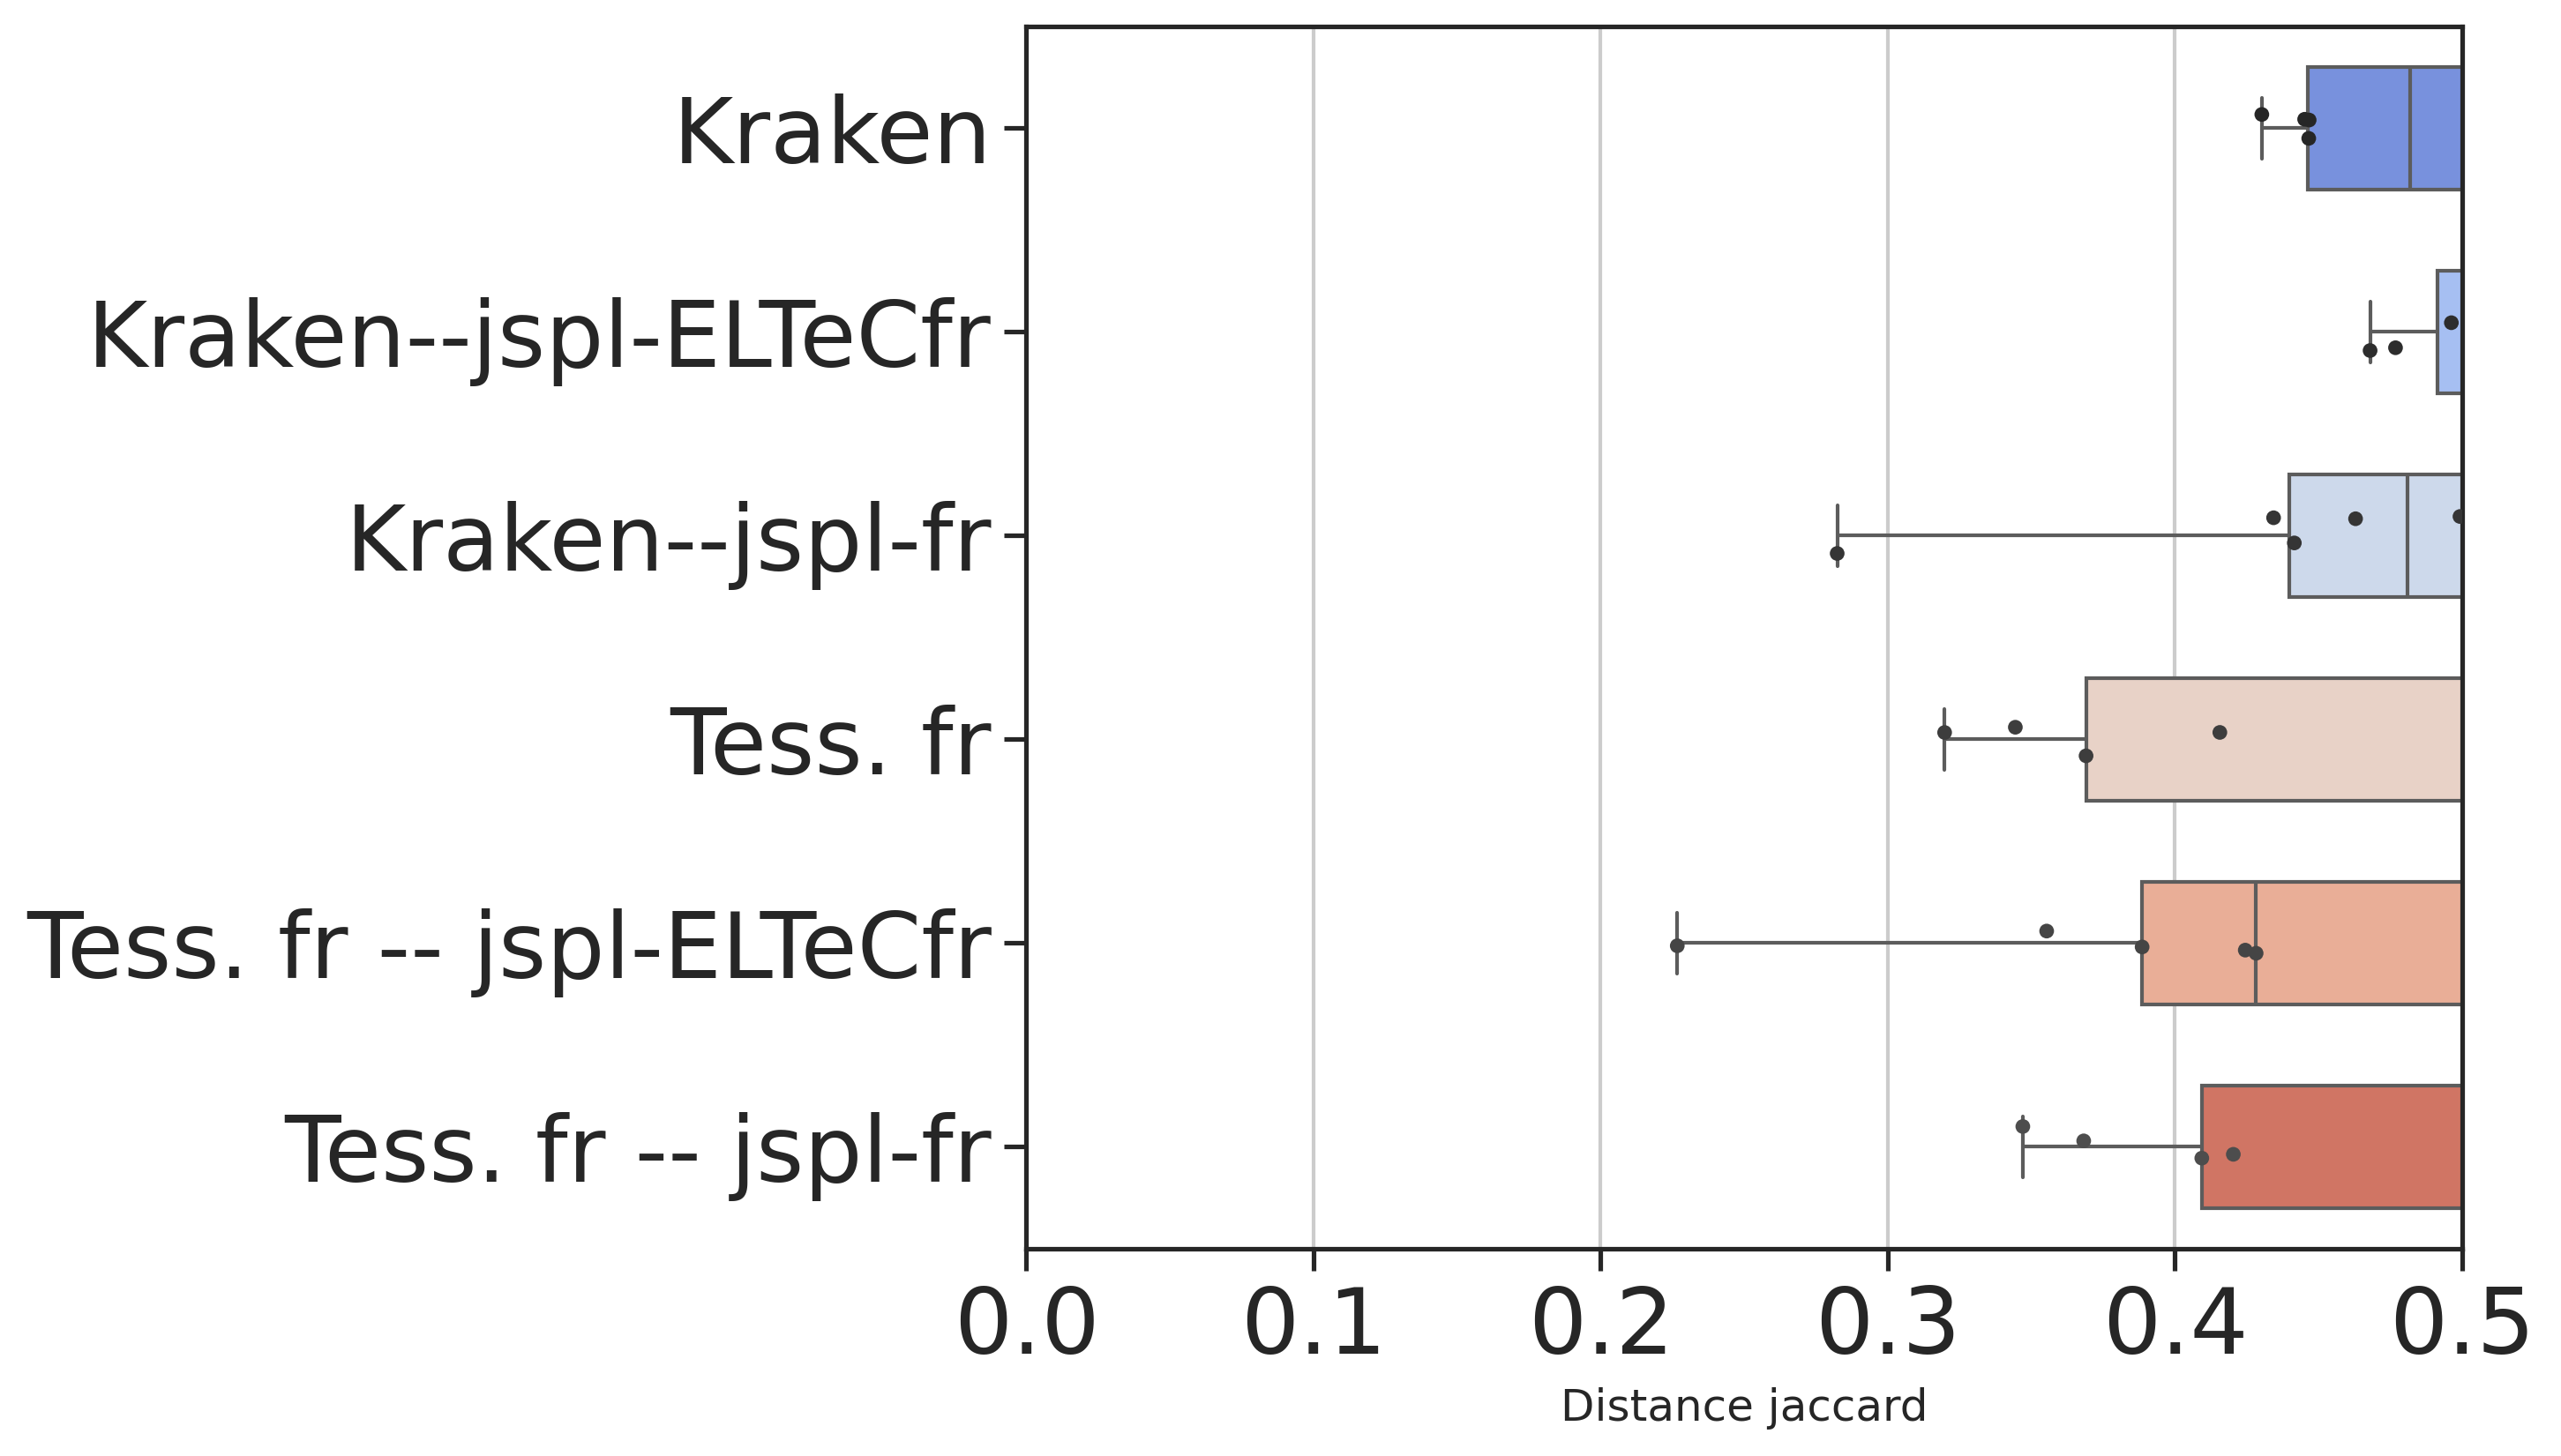 Kraken
Kraken--jspl-ELTeCfr
Kraken--jspl-fr
Tess. fr
Tess. fr -- jspl-ELTeCfr
Tess. fr -- jspl-fr
0.0 0.1 0.2 0.3 0.4 0.5
Distance jaccard